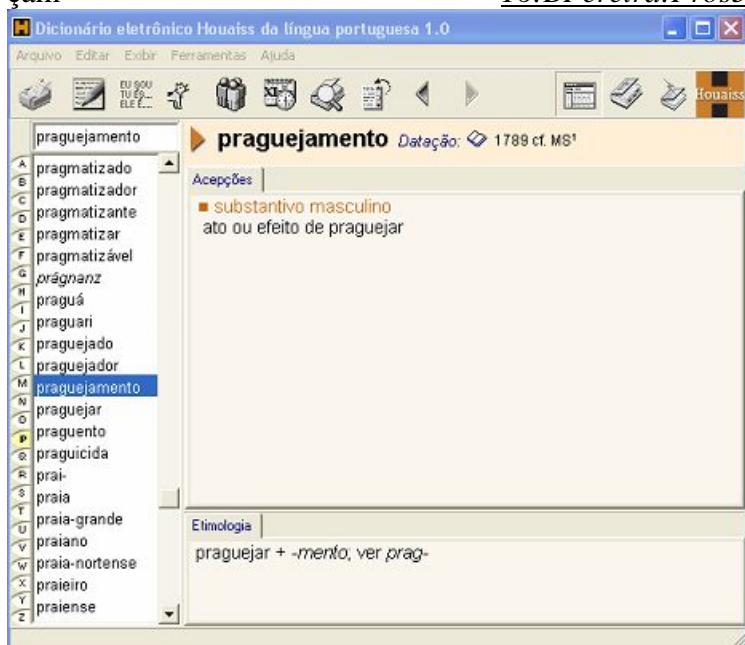 Dicionário eletrônico Houaiss da língua portuguesa 1.0
Arquivo Editar Exibir Ferramentas Ajuda
EU SOU
TU ÉS...
ELE É...
Houaiss
praguejamento
praguejamento Datação: 1789 cf. MS¹
A
B
C
D
E
F
G
H
I
J
K
L
M
N
O
P
Q
R
S
T
U
V
W
X
Y
Z
pragmatizado
pragmatizador
pragmatizante
pragmatizar
pragmatizável
prägnanz
praguá
praguari
praguejado
praguejador
praguejamento
praguejar
praguento
praguicida
prai-
praia
praia-grande
praiano
praia-nortense
praieiro
praiense
Acepções
substantivo masculino
ato ou efeito de praguejar
Etimologia
praguejar + -mento; ver prag-